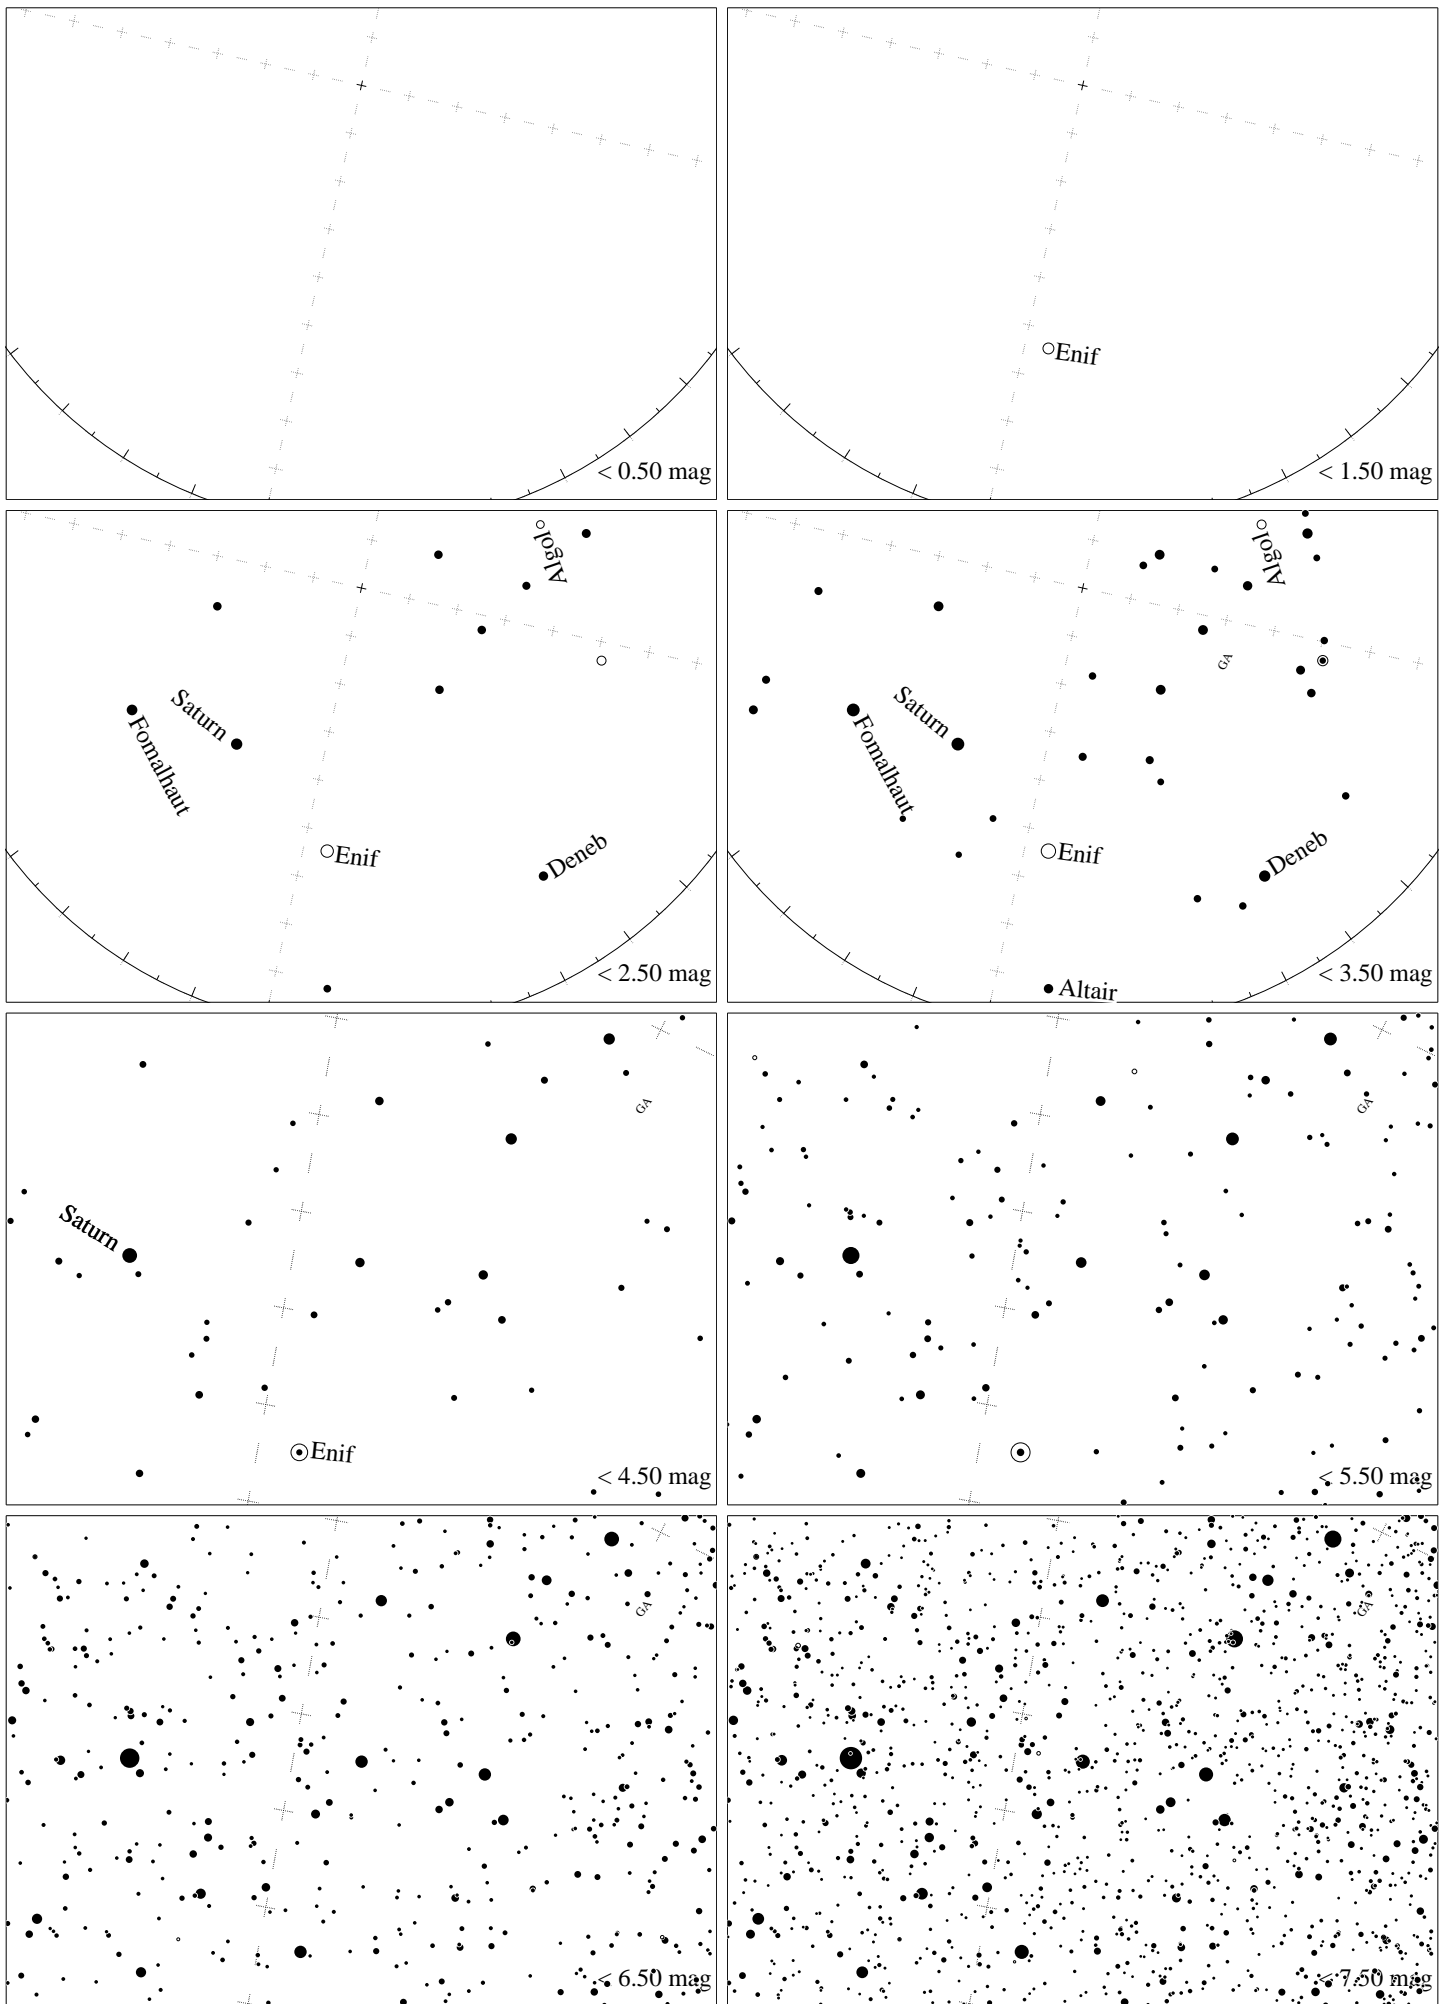 < 0.50 mag
Enif
< 1.50 mag
Algol
Saturn
Fomalhaut
Enif
Deneb
< 2.50 mag
Algol
GA
Saturn
Fomalhaut
Enif
Deneb
< 3.50 mag
Altair
GA
Saturn
Enif
< 4.50 mag
GA
< 5.50 mag
GA
< 6.50 mag
GA
< 7.50 mag